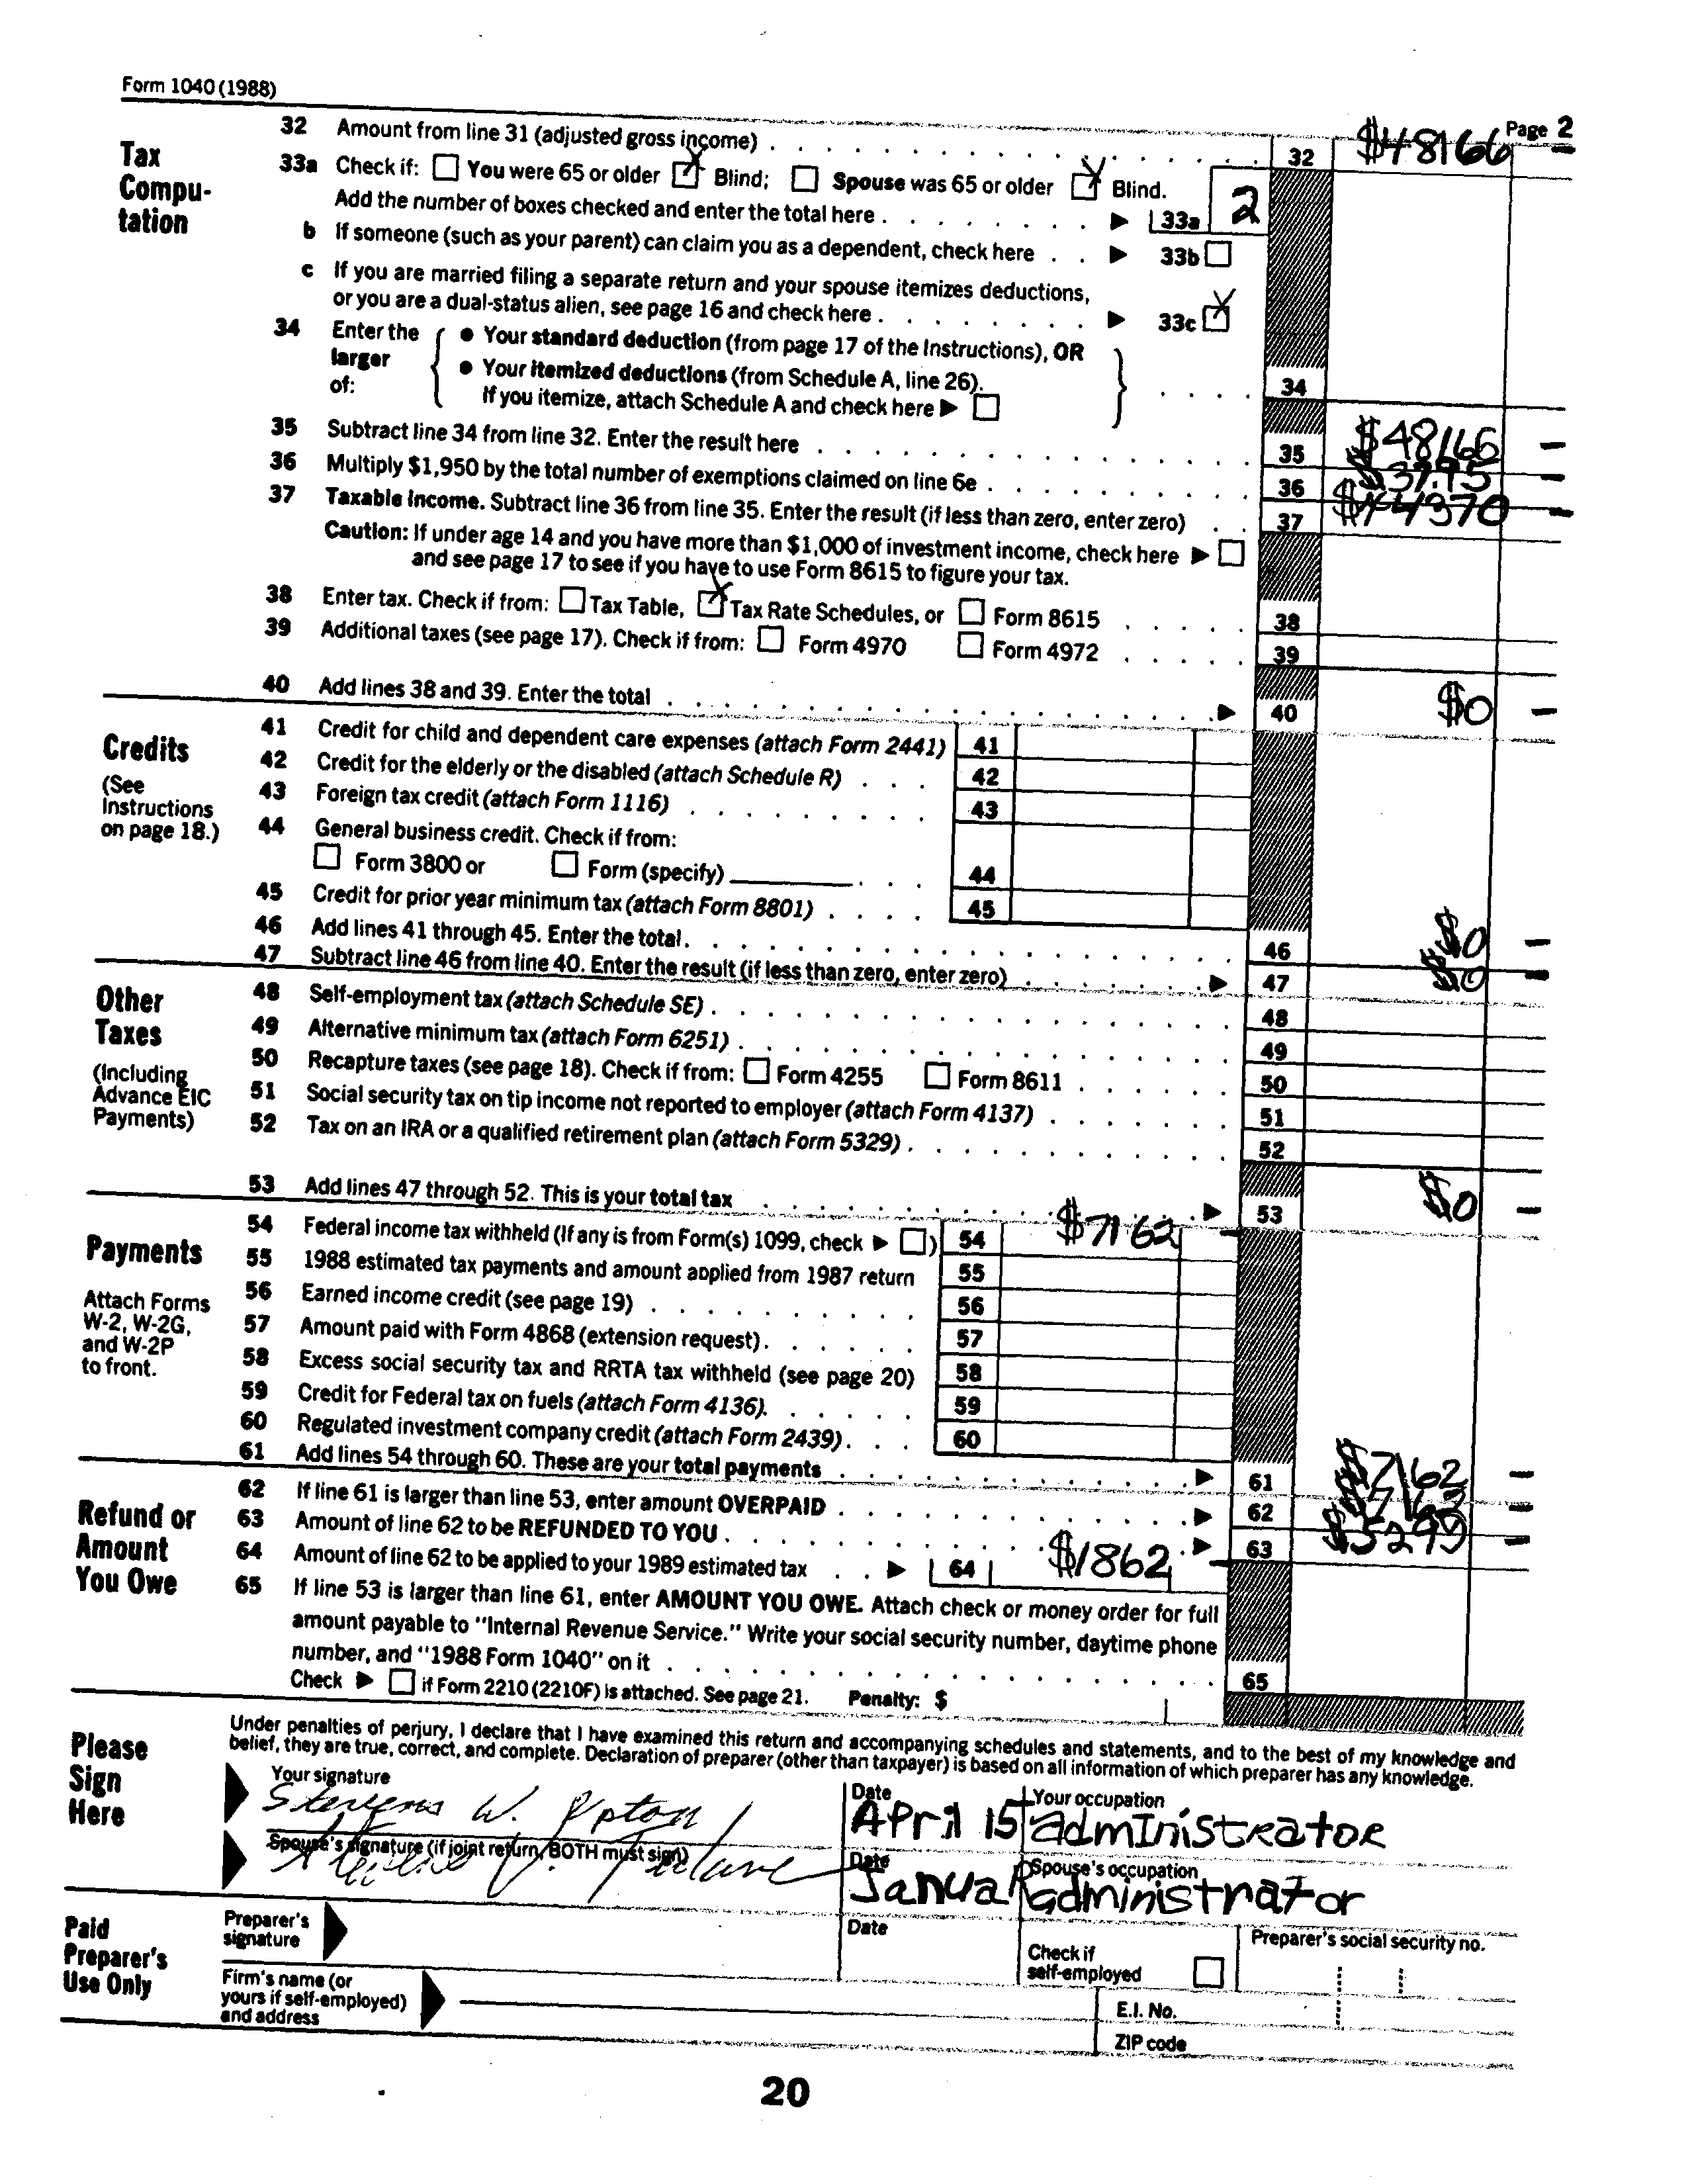 Form 1040 (1988)
Page 2
Tax Compu-tation
32 Amount from line 31 (adjusted gross income) 32 $48166 –
33a Check if: You were 65 or older X Blind; Spouse was 65 or older X Blind.
Add the number of boxes checked and enter the total here 33a 2
b If someone (such as your parent) can claim you as a dependent, check here 33b
c If you are married filing a separate return and your spouse itemizes deductions,
or you are a dual-status alien, see page 16 and check here 33c X
34 Enter the larger of:
• Your standard deduction (from page 17 of the Instructions), OR
• Your itemized deductions (from Schedule A, line 26).
If you itemize, attach Schedule A and check here 34
35 Subtract line 34 from line 32. Enter the result here 35 $48166 –
36 Multiply $1,950 by the total number of exemptions claimed on line 6e 36 –
37 Taxable income. Subtract line 36 from line 35. Enter the result (if less than zero, enter zero) 37 –
Caution: If under age 14 and you have more than $1,000 of investment income, check here
and see page 17 to see if you have to use Form 8615 to figure your tax.
38 Enter tax. Check if from: Tax Table, X Tax Rate Schedules, or Form 8615 38
39 Additional taxes (see page 17). Check if from: Form 4970 Form 4972 39
40 Add lines 38 and 39. Enter the total 40 $0 –
Credits
(See Instructions on page 18.)
41 Credit for child and dependent care expenses (attach Form 2441) 41
42 Credit for the elderly or the disabled (attach Schedule R) 42
43 Foreign tax credit (attach Form 1116) 43
44 General business credit. Check if from:
Form 3800 or Form (specify) 44
45 Credit for prior year minimum tax (attach Form 8801) 45
46 Add lines 41 through 45. Enter the total 46 $0 –
47 Subtract line 46 from line 40. Enter the result (if less than zero, enter zero) 47 $0 –
Other Taxes
(Including Advance EIC Payments)
48 Self-employment tax (attach Schedule SE) 48
49 Alternative minimum tax (attach Form 6251) 49
50 Recapture taxes (see page 18). Check if from: Form 4255 Form 8611 50
51 Social security tax on tip income not reported to employer (attach Form 4137) 51
52 Tax on an IRA or a qualified retirement plan (attach Form 5329) 52
53 Add lines 47 through 52. This is your total tax 53 $0 –
Payments
Attach Forms W-2, W-2G, and W-2P to front.
54 Federal income tax withheld (If any is from Form(s) 1099, check ) 54 $7162 –
55 1988 estimated tax payments and amount applied from 1987 return 55
56 Earned income credit (see page 19) 56
57 Amount paid with Form 4868 (extension request) 57
58 Excess social security tax and RRTA tax withheld (see page 20) 58
59 Credit for Federal tax on fuels (attach Form 4136) 59
60 Regulated investment company credit (attach Form 2439) 60
61 Add lines 54 through 60. These are your total payments 61 $7162 –
Refund or Amount You Owe
62 If line 61 is larger than line 53, enter amount OVERPAID 62 $7162 –
63 Amount of line 62 to be REFUNDED TO YOU 63 $5299 –
64 Amount of line 62 to be applied to your 1989 estimated tax 64 $1862 –
65 If line 53 is larger than line 61, enter AMOUNT YOU OWE. Attach check or money order for full
amount payable to "Internal Revenue Service." Write your social security number, daytime phone
number, and "1988 Form 1040" on it 65
Check if Form 2210 (2210F) is attached. See page 21. Penalty: $
Please Sign Here
Under penalties of perjury, I declare that I have examined this return and accompanying schedules and statements, and to the best of my knowledge and
belief, they are true, correct, and complete. Declaration of preparer (other than taxpayer) is based on all information of which preparer has any knowledge.
Your signature Date Your occupation
W. April 15 administrator
Spouse's signature (if joint return, BOTH must sign) Date Spouse's occupation
Januar administrator
Paid Preparer's Use Only
Preparer's signature Date Check if self-employed Preparer's social security no.
Firm's name (or yours if self-employed) and address E.I. No.
ZIP code
20